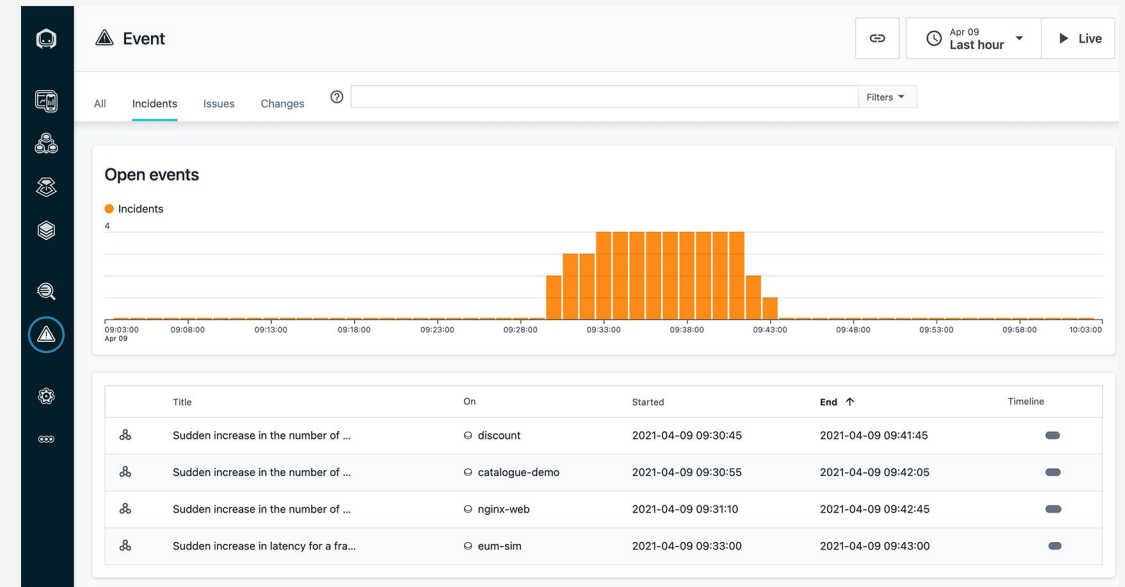 Event
Apr 09
Last hour
Live
All Incidents Issues Changes
Filters
Open events
Incidents
4
09:03:00 09:08:00 09:13:00 09:18:00 09:23:00 09:28:00 09:33:00 09:38:00 09:43:00 09:48:00 09:53:00 09:58:00 10:03:00
Apr 09
Title On Started End Timeline
Sudden increase in the number of ... discount 2021-04-09 09:30:45 2021-04-09 09:41:45
Sudden increase in the number of ... catalogue-demo 2021-04-09 09:30:55 2021-04-09 09:42:05
Sudden increase in the number of ... nginx-web 2021-04-09 09:31:10 2021-04-09 09:42:45
Sudden increase in latency for a fra... eum-sim 2021-04-09 09:33:00 2021-04-09 09:43:00